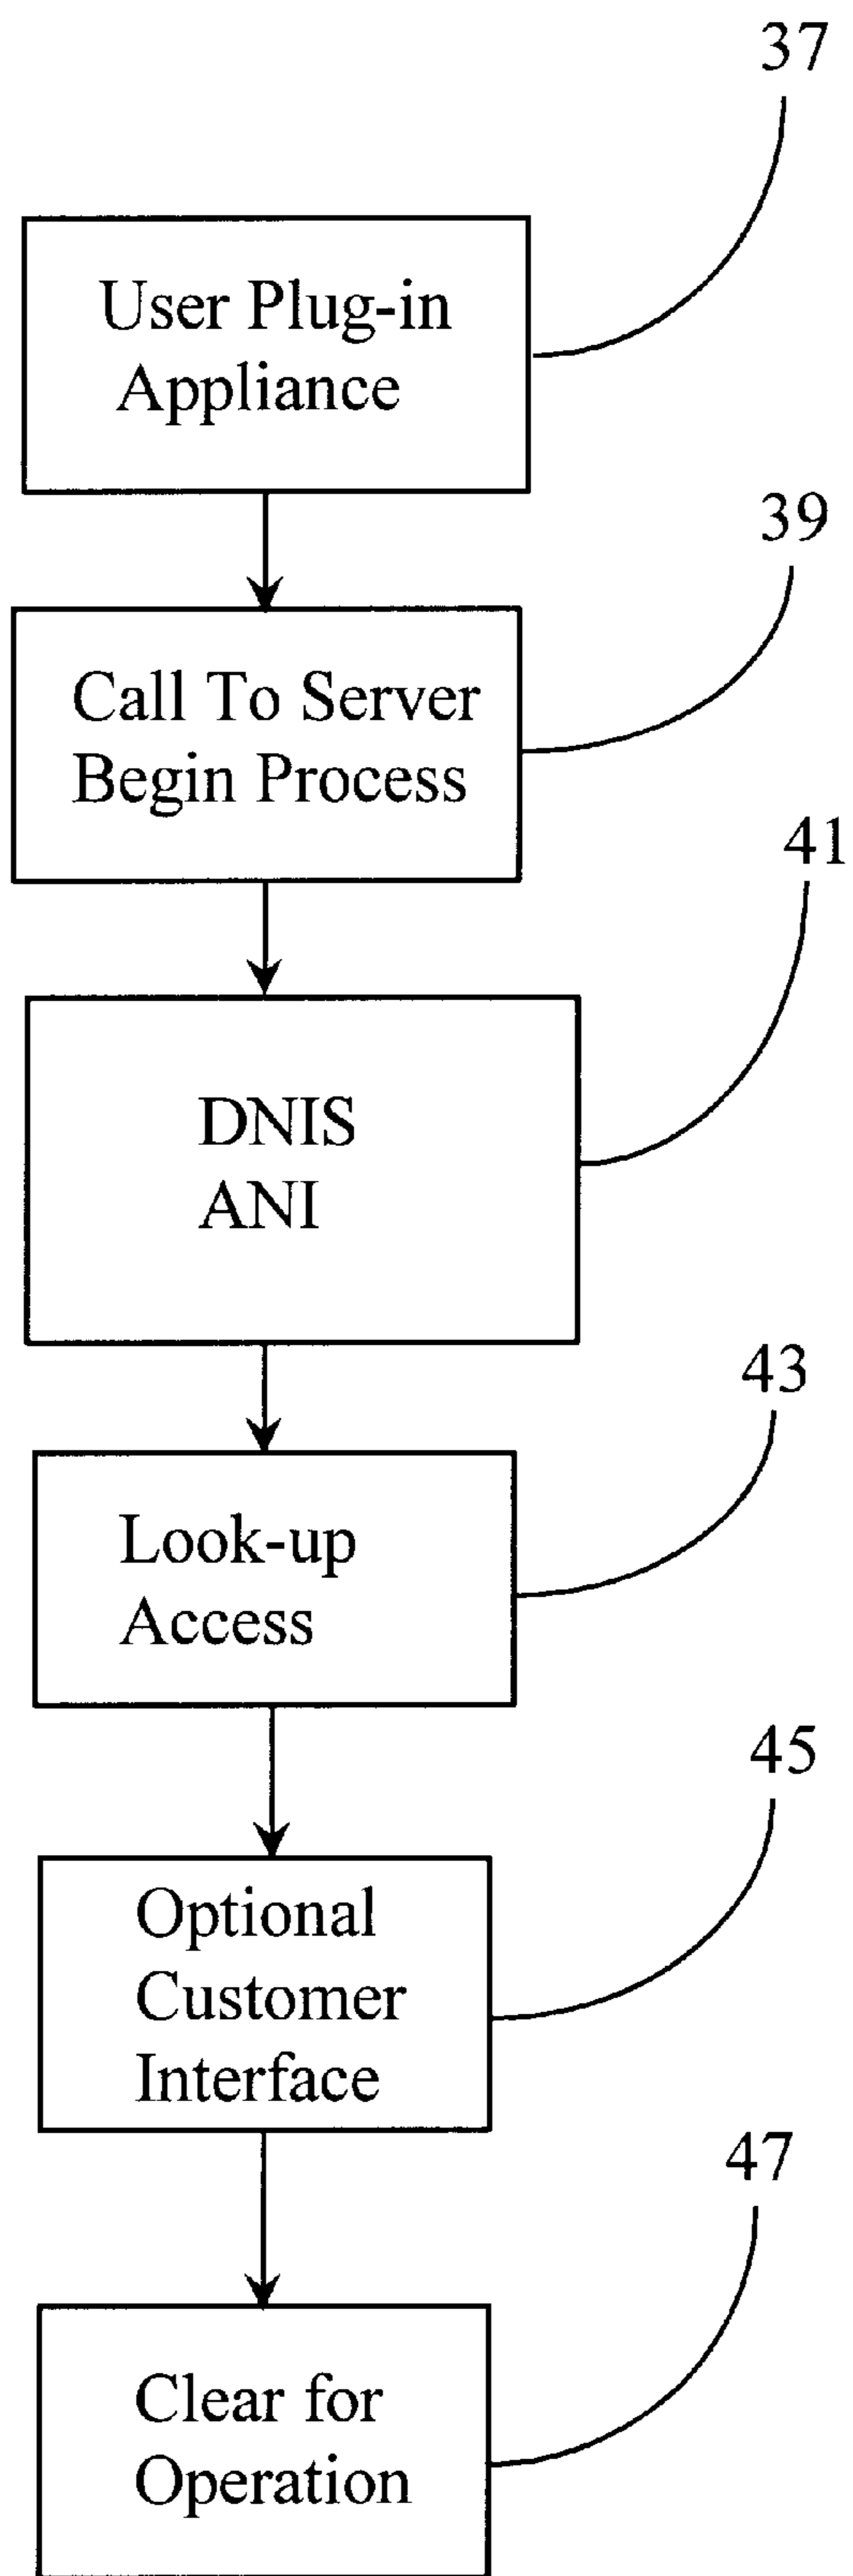 37
User Plug-in
Appliance
39
Call To Server
Begin Process
41
DNIS
ANI
43
Look-up
Access
45
Optional
Customer
Interface
47
Clear for
Operation